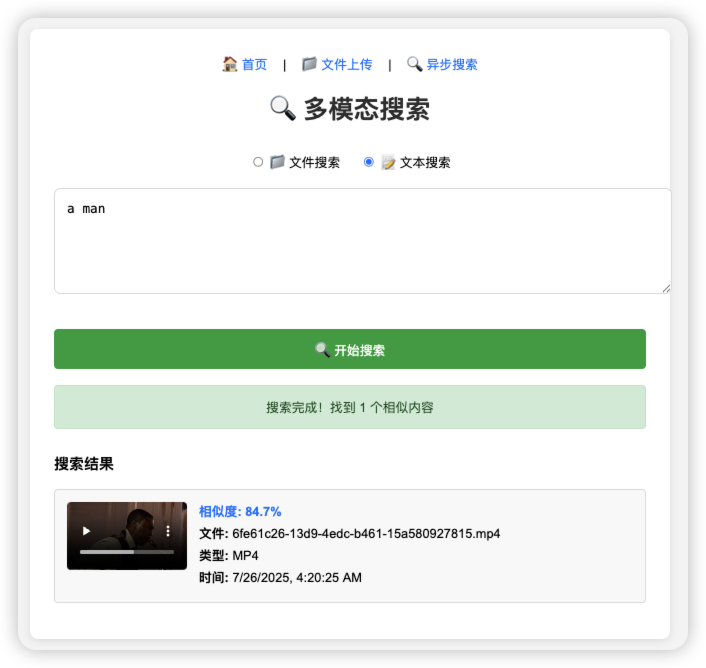 🏠 首页 | 📁 文件上传 | 🔍 异步搜索
🔍 多模态搜索
📁 文件搜索 📝 文本搜索
a man
🔍 开始搜索
搜索完成！找到 1 个相似内容
搜索结果
相似度: 84.7%
文件: 6fe61c26-13d9-4edc-b461-15a580927815.mp4
类型: MP4
时间: 7/26/2025, 4:20:25 AM